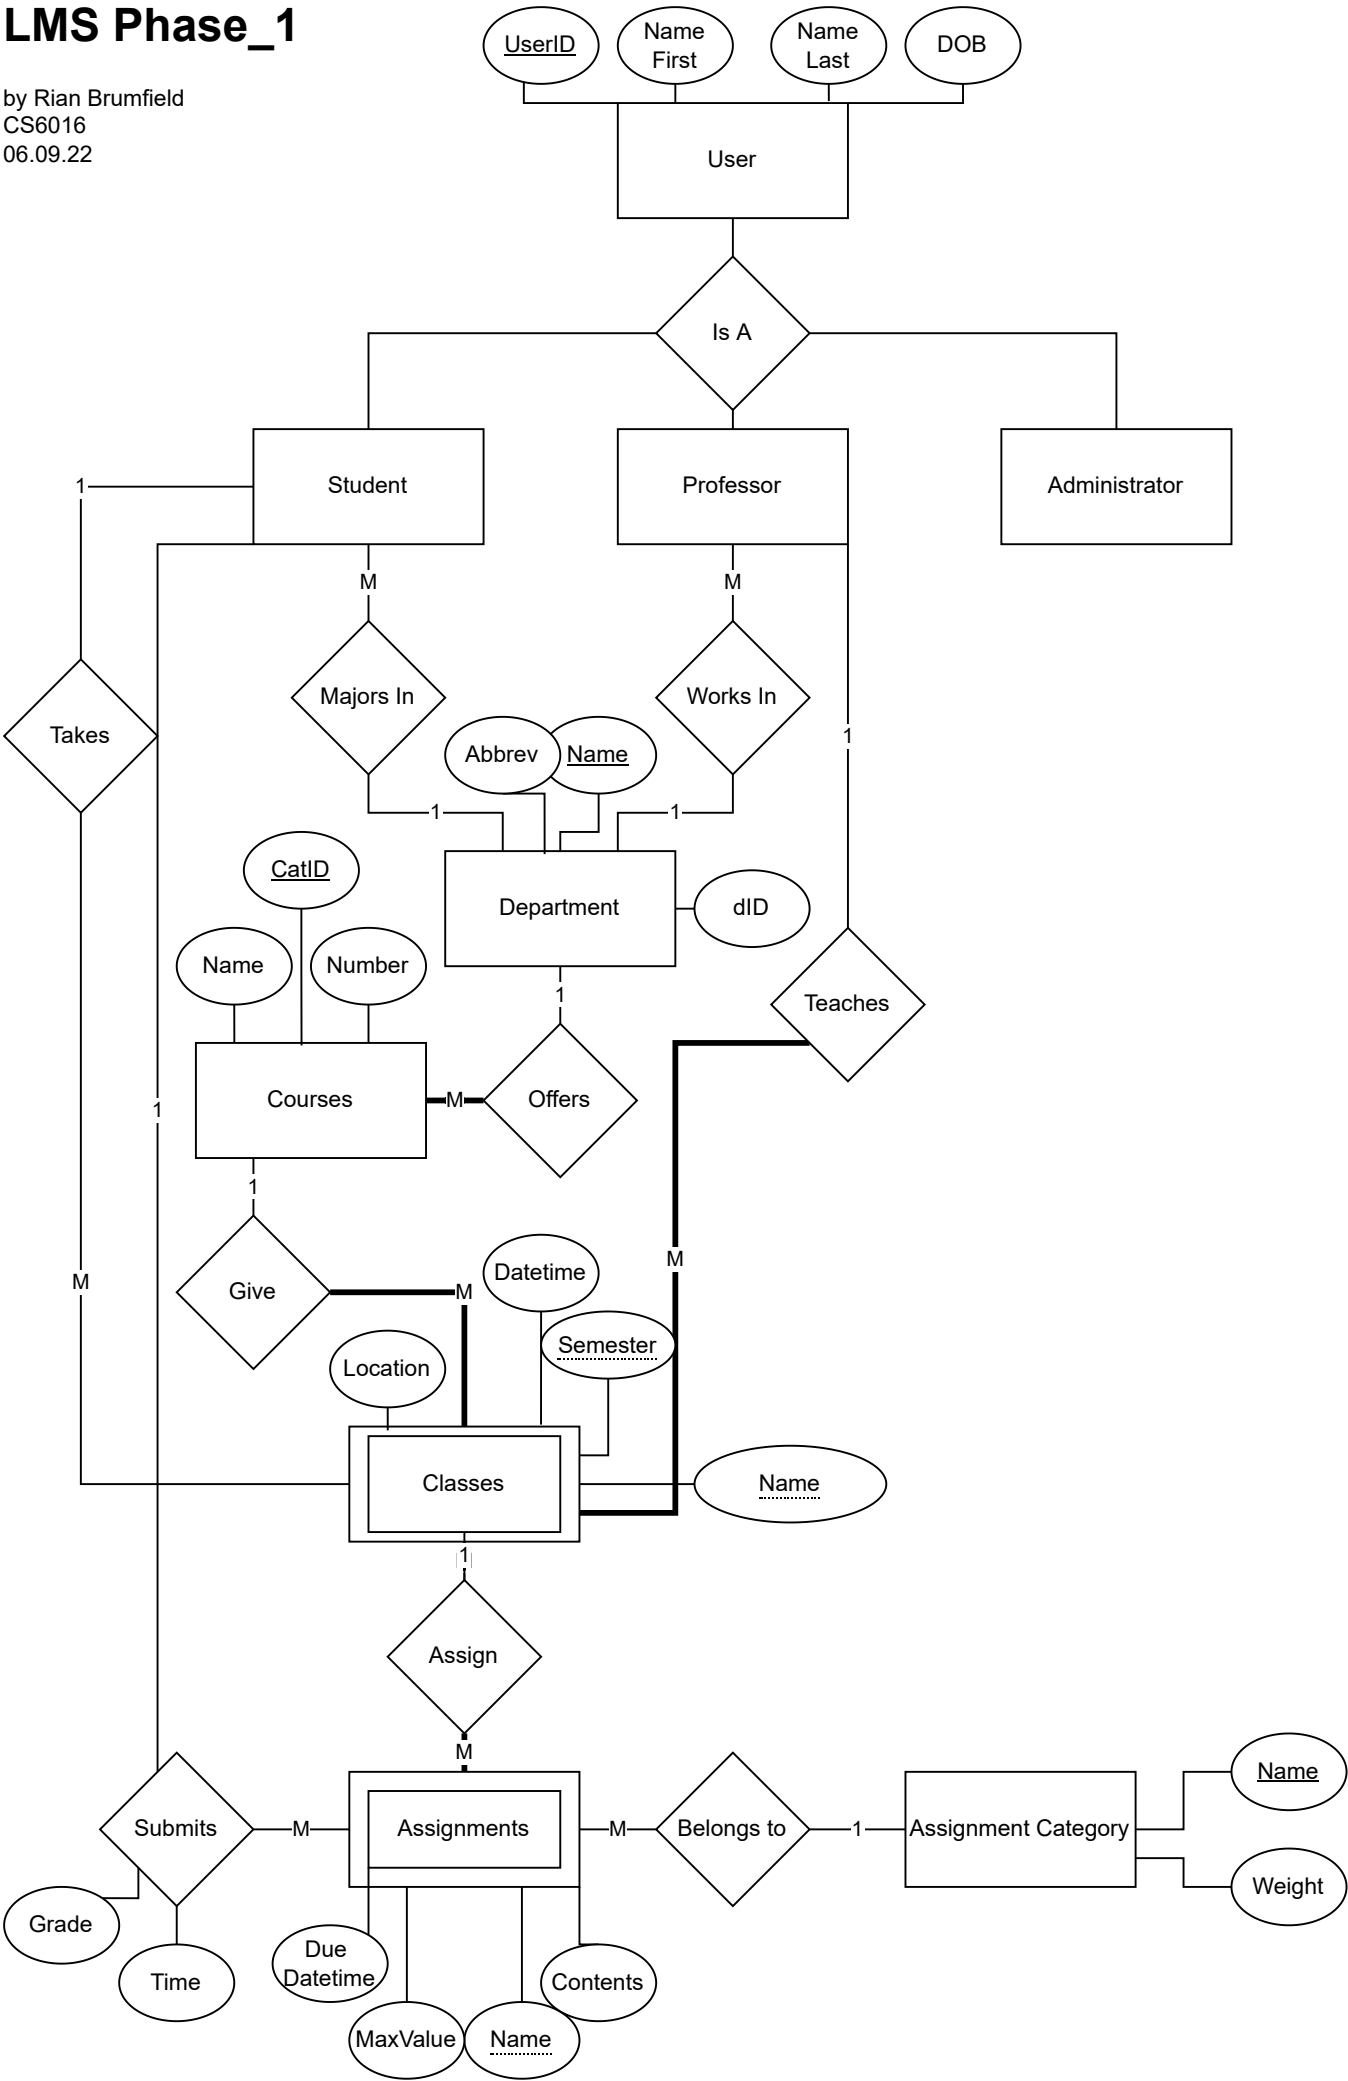 LMS Phase_1
by Rian Brumfield
CS6016
06.09.22
UserID
Name
First
Name
Last
DOB
User
Is A
Student
Professor
Administrator
1
M
M
Majors In
Works In
Takes
1
Abbrev
Name
1
1
CatID
Department
dID
Name
Number
1
Teaches
Courses
M
Offers
1
1
M
Datetime
M
Give
M
Semester
Location
Classes
Name
1
Assign
M
Name
Submits
M
Assignments
M
Belongs to
1
Assignment Category
Weight
Grade
Due
Datetime
Time
Contents
MaxValue
Name